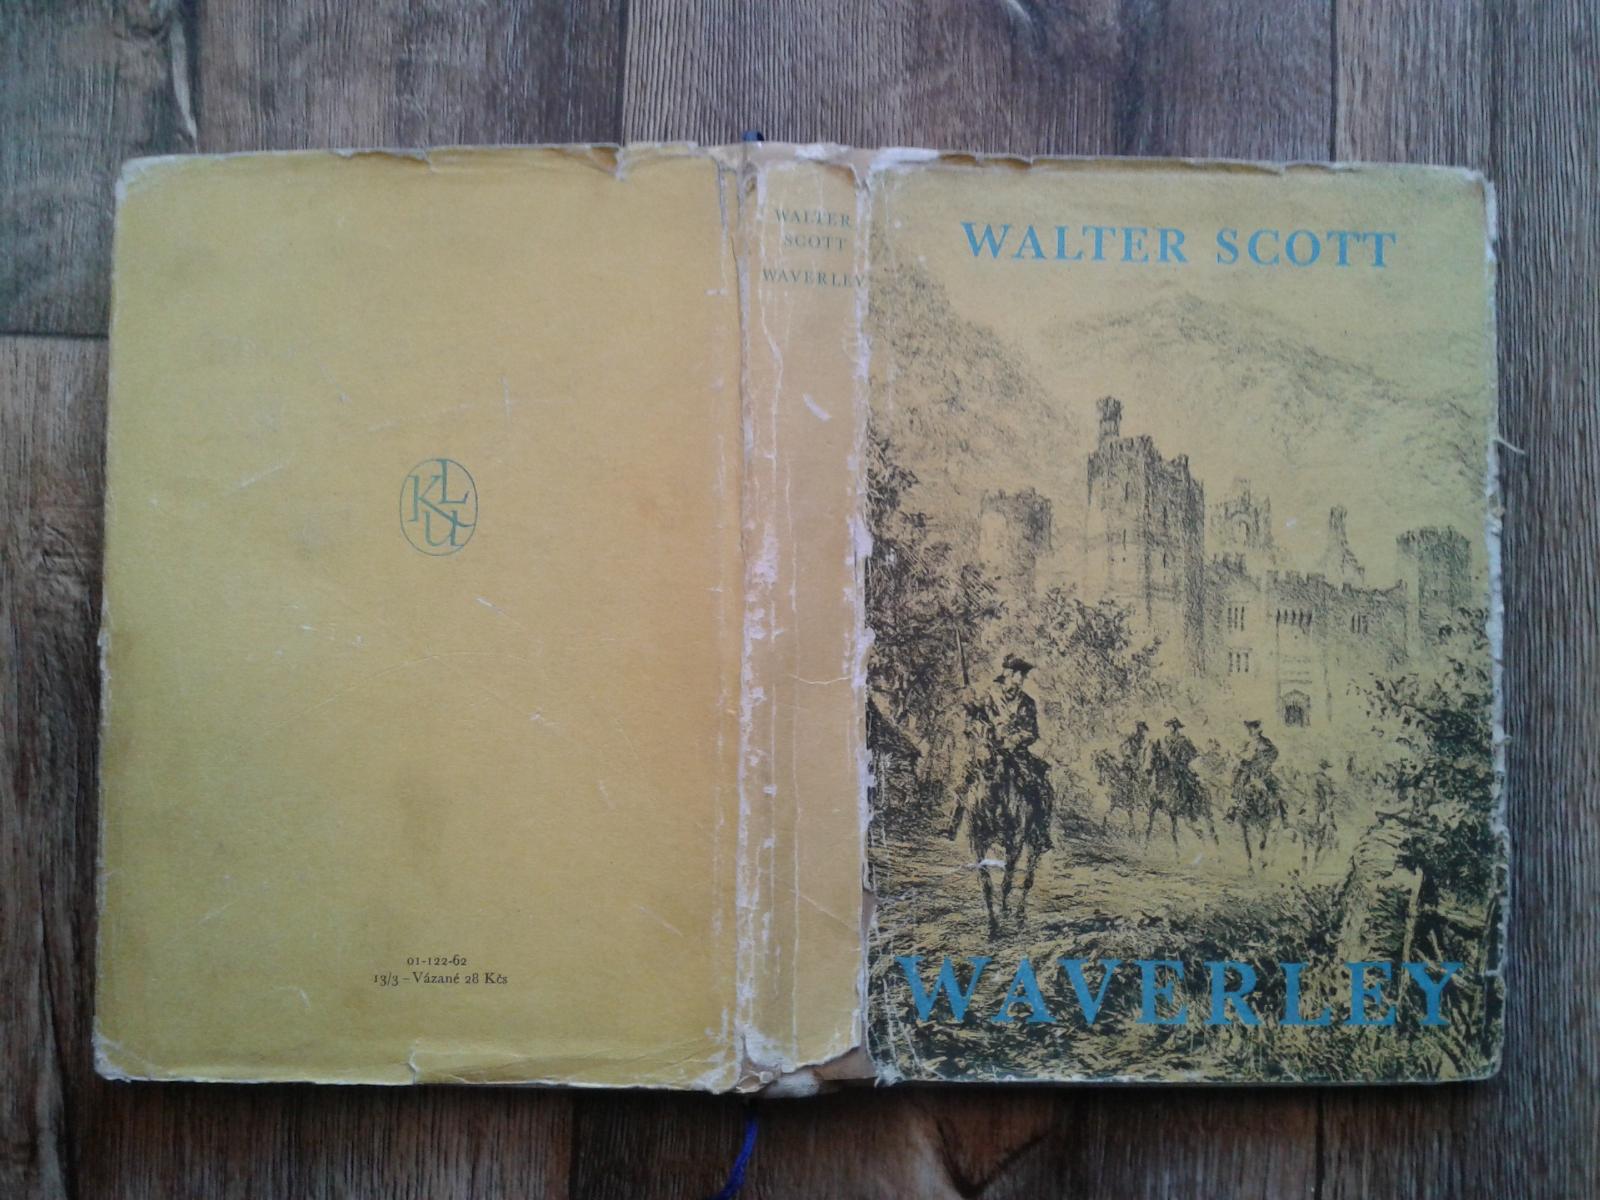 KLU
01-122-62
13/3 – Vázané 28 Kčs
WALTER
SCOTT
WAVERLEY
WALTER SCOTT
WAVERLEY